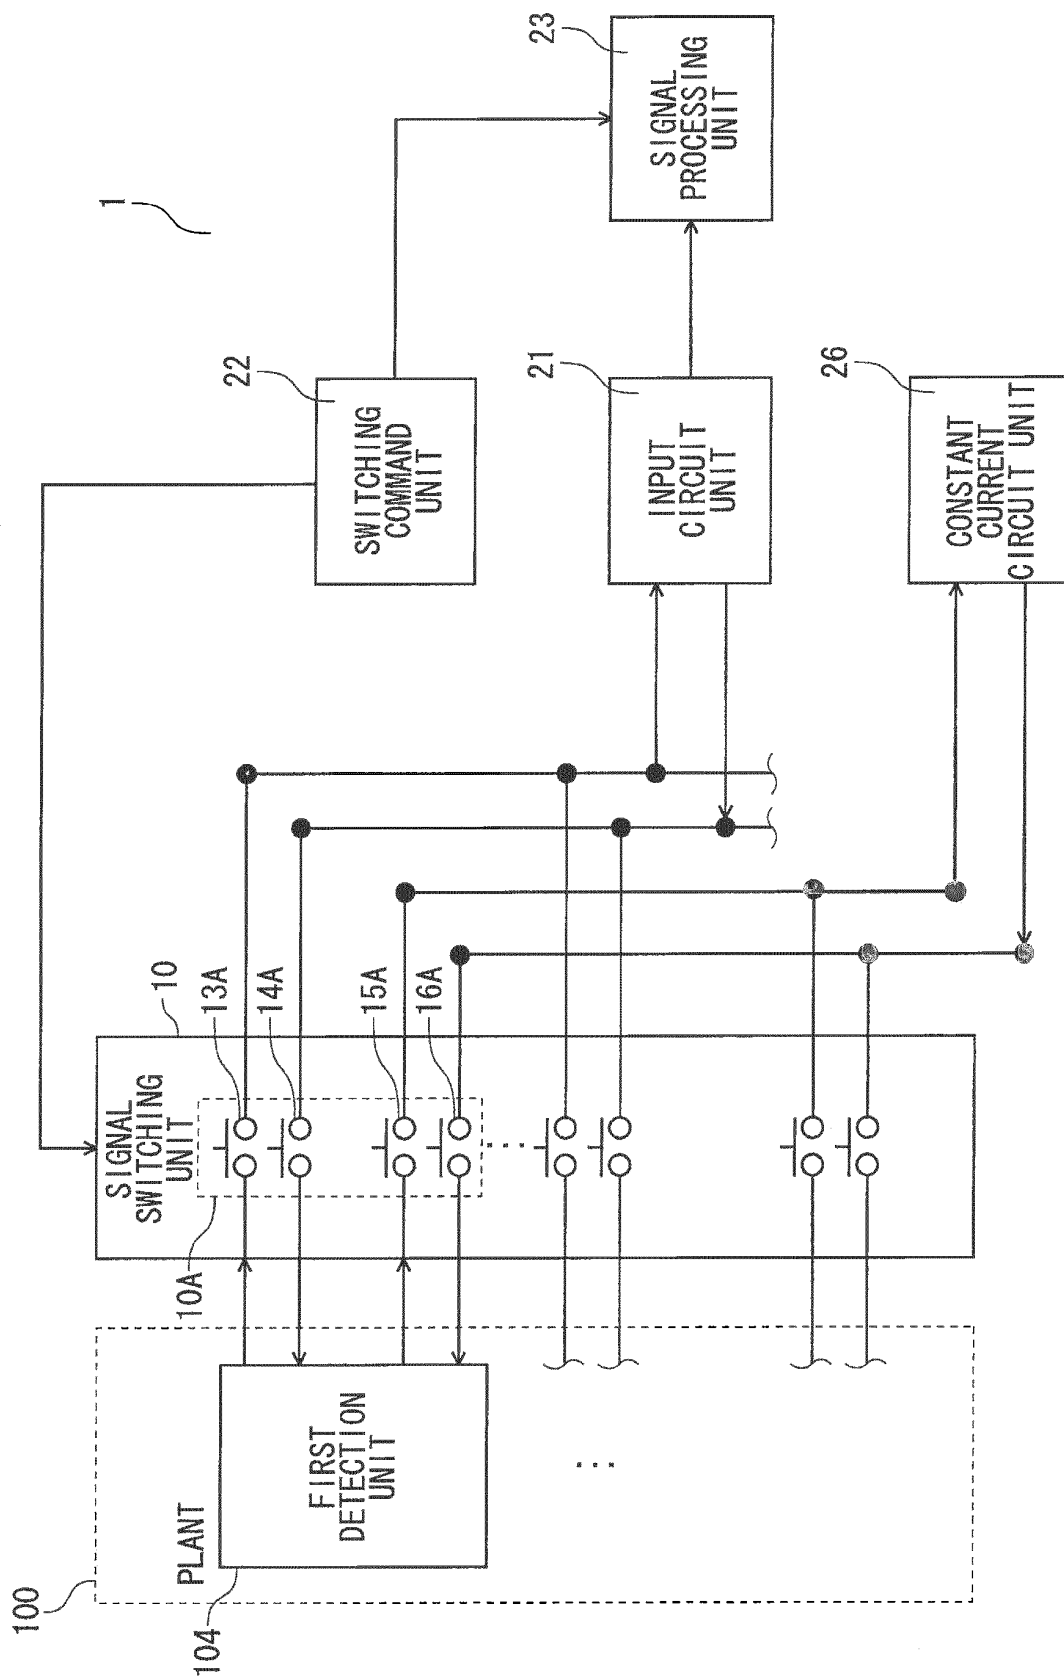 1
100
PLANT
104
FIRST
DETECTION
UNIT
...
10A
SIGNAL
SWITCHING
UNIT
10
13A
14A
15A
16A
...
22
SWITCHING
COMMAND
UNIT
21
INPUT
CIRCUIT
UNIT
26
CONSTANT
CURRENT
CIRCUIT UNIT
23
SIGNAL
PROCESSING
UNIT